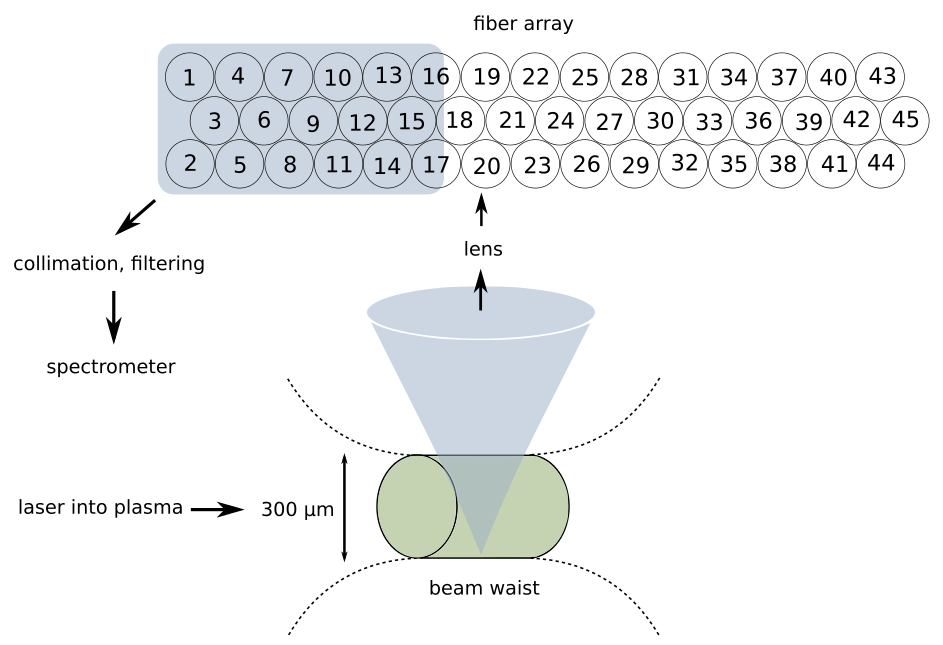 fiber array
1 4 7 10 13 16 19 22 25 28 31 34 37 40 43
3 6 9 12 15 18 21 24 27 30 33 36 39 42 45
2 5 8 11 14 17 20 23 26 29 32 35 38 41 44
lens
collimation, filtering
spectrometer
laser into plasma
300 μm
beam waist